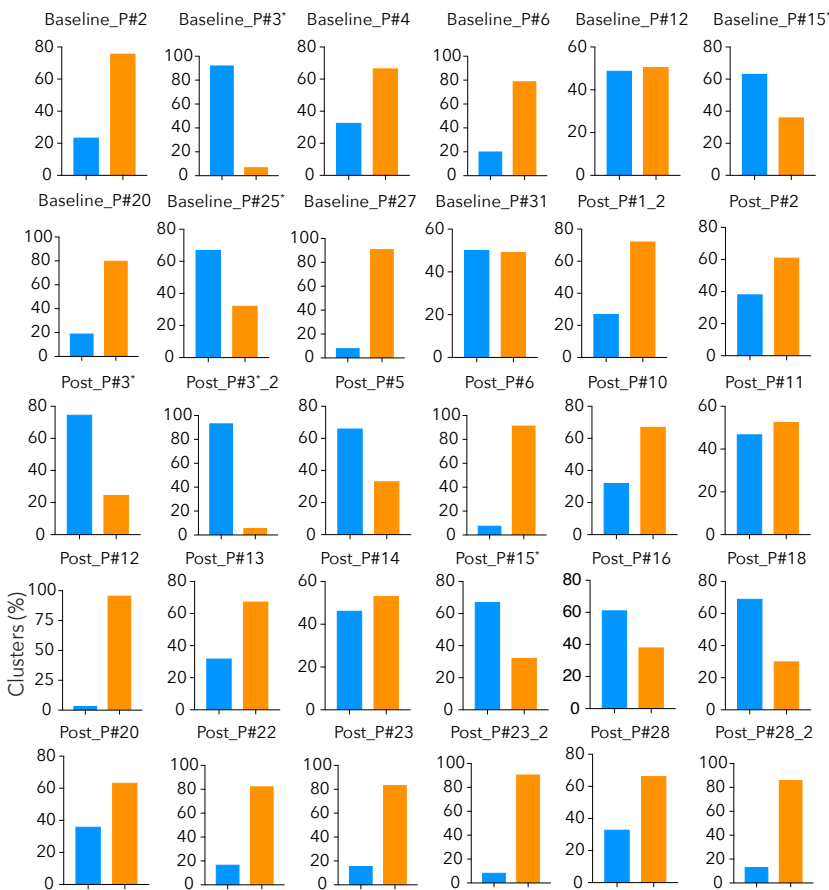 Baseline_P#2 Baseline_P#3* Baseline_P#4 Baseline_P#6 Baseline_P#12 Baseline_P#15*
80 60 40 20 0 100 80 60 40 20 0 80 60 40 20 0 100 80 60 40 20 0 60 40 20 0 80 60 40 20 0
Baseline_P#20 Baseline_P#25* Baseline_P#27 Baseline_P#31 Post_P#1_2 Post_P#2
100 80 60 40 20 0 80 60 40 20 0 100 80 60 40 20 0 60 40 20 0 80 60 40 20 0 80 60 40 20 0
Post_P#3* Post_P#3*_2 Post_P#5 Post_P#6 Post_P#10 Post_P#11
80 60 40 20 0 100 80 60 40 20 0 80 60 40 20 0 100 80 60 40 20 0 80 60 40 20 0 60 40 20 0
Post_P#12 Post_P#13 Post_P#14 Post_P#15* Post_P#16 Post_P#18
Clusters (%)
100 75 50 25 0 80 60 40 20 0 60 40 20 0 80 60 40 20 0 80 60 40 20 0 80 60 40 20 0
Post_P#20 Post_P#22 Post_P#23 Post_P#23_2 Post_P#28 Post_P#28_2
80 60 40 20 0 100 80 60 40 20 0 100 80 60 40 20 0 100 80 60 40 20 0 80 60 40 20 0 100 80 60 40 20 0